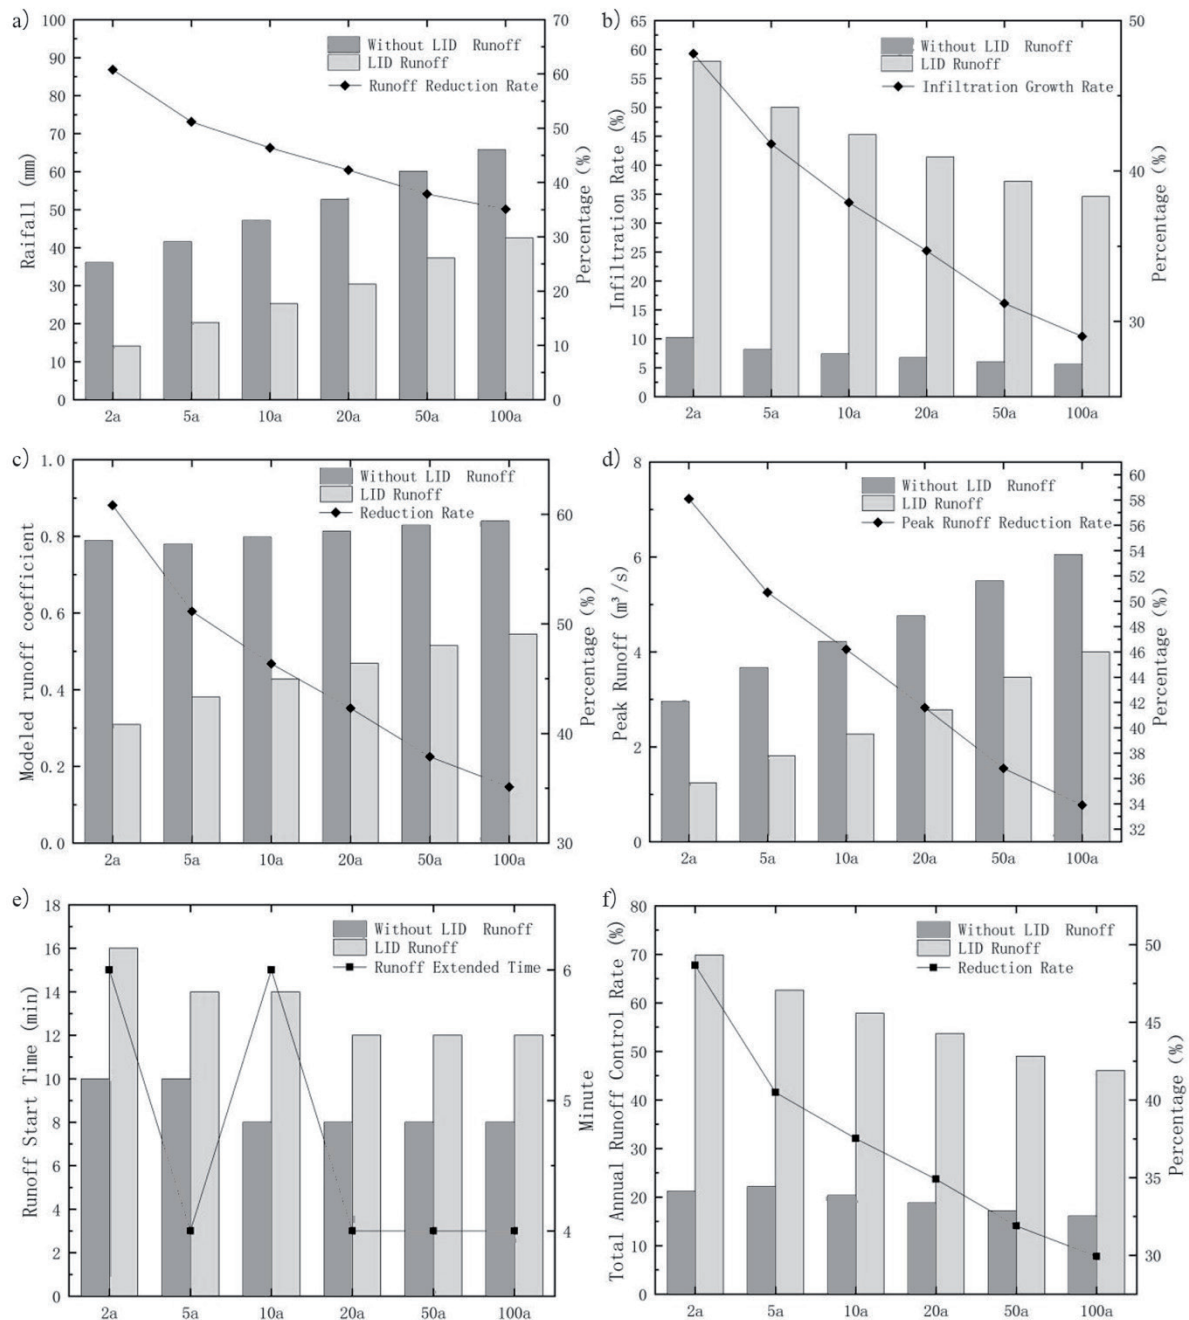 a)
100
90
80
70
60
50
40
30
20
10
0
Raifall (mm)
Without LID Runoff
LID Runoff
Runoff Reduction Rate
70
60
50
40
30
20
10
0
Percentage (%)
2a 5a 10a 20a 50a 100a
b)
65
60
55
50
45
40
35
30
25
20
15
10
5
0
Infiltration Rate (%)
Without LID Runoff
LID Runoff
Infiltration Growth Rate
50
40
30
Percentage (%)
2a 5a 10a 20a 50a 100a
c)
1.0
0.8
0.6
0.4
0.2
0.0
Modeled runoff coefficient
Without LID Runoff
LID Runoff
Reduction Rate
60
50
40
30
Percentage (%)
2a 5a 10a 20a 50a 100a
d)
8
6
4
2
0
Peak Runoff (m³/s)
Without LID Runoff
LID Runoff
Peak Runoff Reduction Rate
60
58
56
54
52
50
48
46
44
42
40
38
36
34
32
Percentage (%)
2a 5a 10a 20a 50a 100a
e)
18
16
14
12
10
8
6
4
2
0
Runoff Start Time (min)
Without LID Runoff
LID Runoff
Runoff Extended Time
6
5
4
Minute
2a 5a 10a 20a 50a 100a
f)
80
70
60
50
40
30
20
10
0
Total Annual Runoff Control Rate (%)
Without LID Runoff
LID Runoff
Reduction Rate
50
45
40
35
30
Percentage (%)
2a 5a 10a 20a 50a 100a